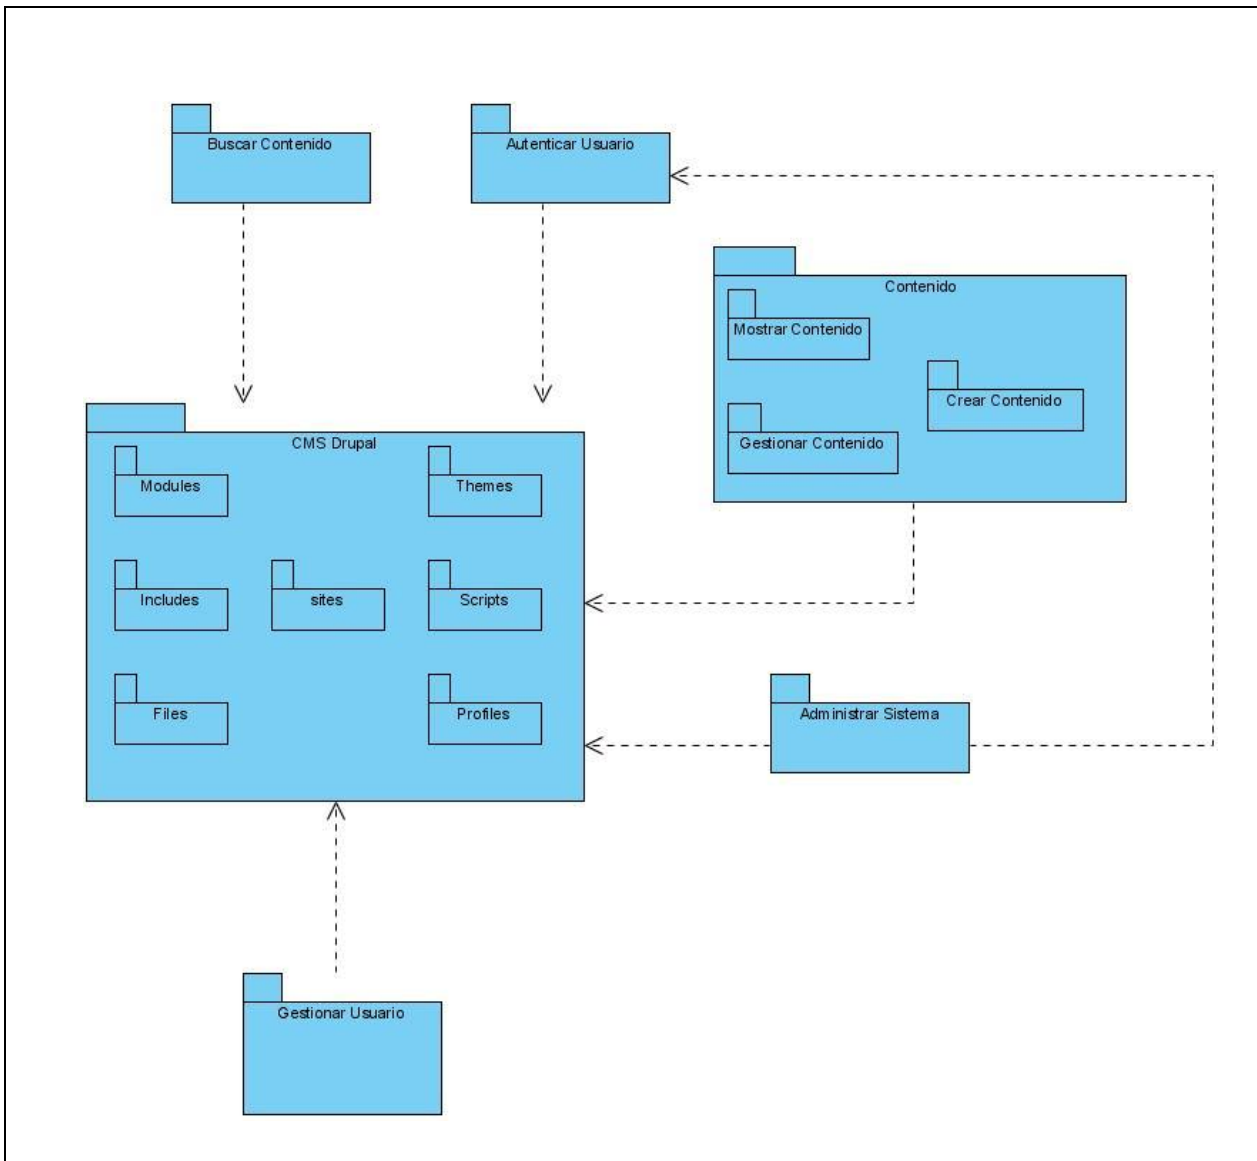 Buscar Contenido
Autenticar Usuario
Contenido
Mostrar Contenido
Crear Contenido
Gestionar Contenido
CMS Drupal
Modules
Themes
Includes
sites
Scripts
Files
Profiles
Administrar Sistema
Gestionar Usuario